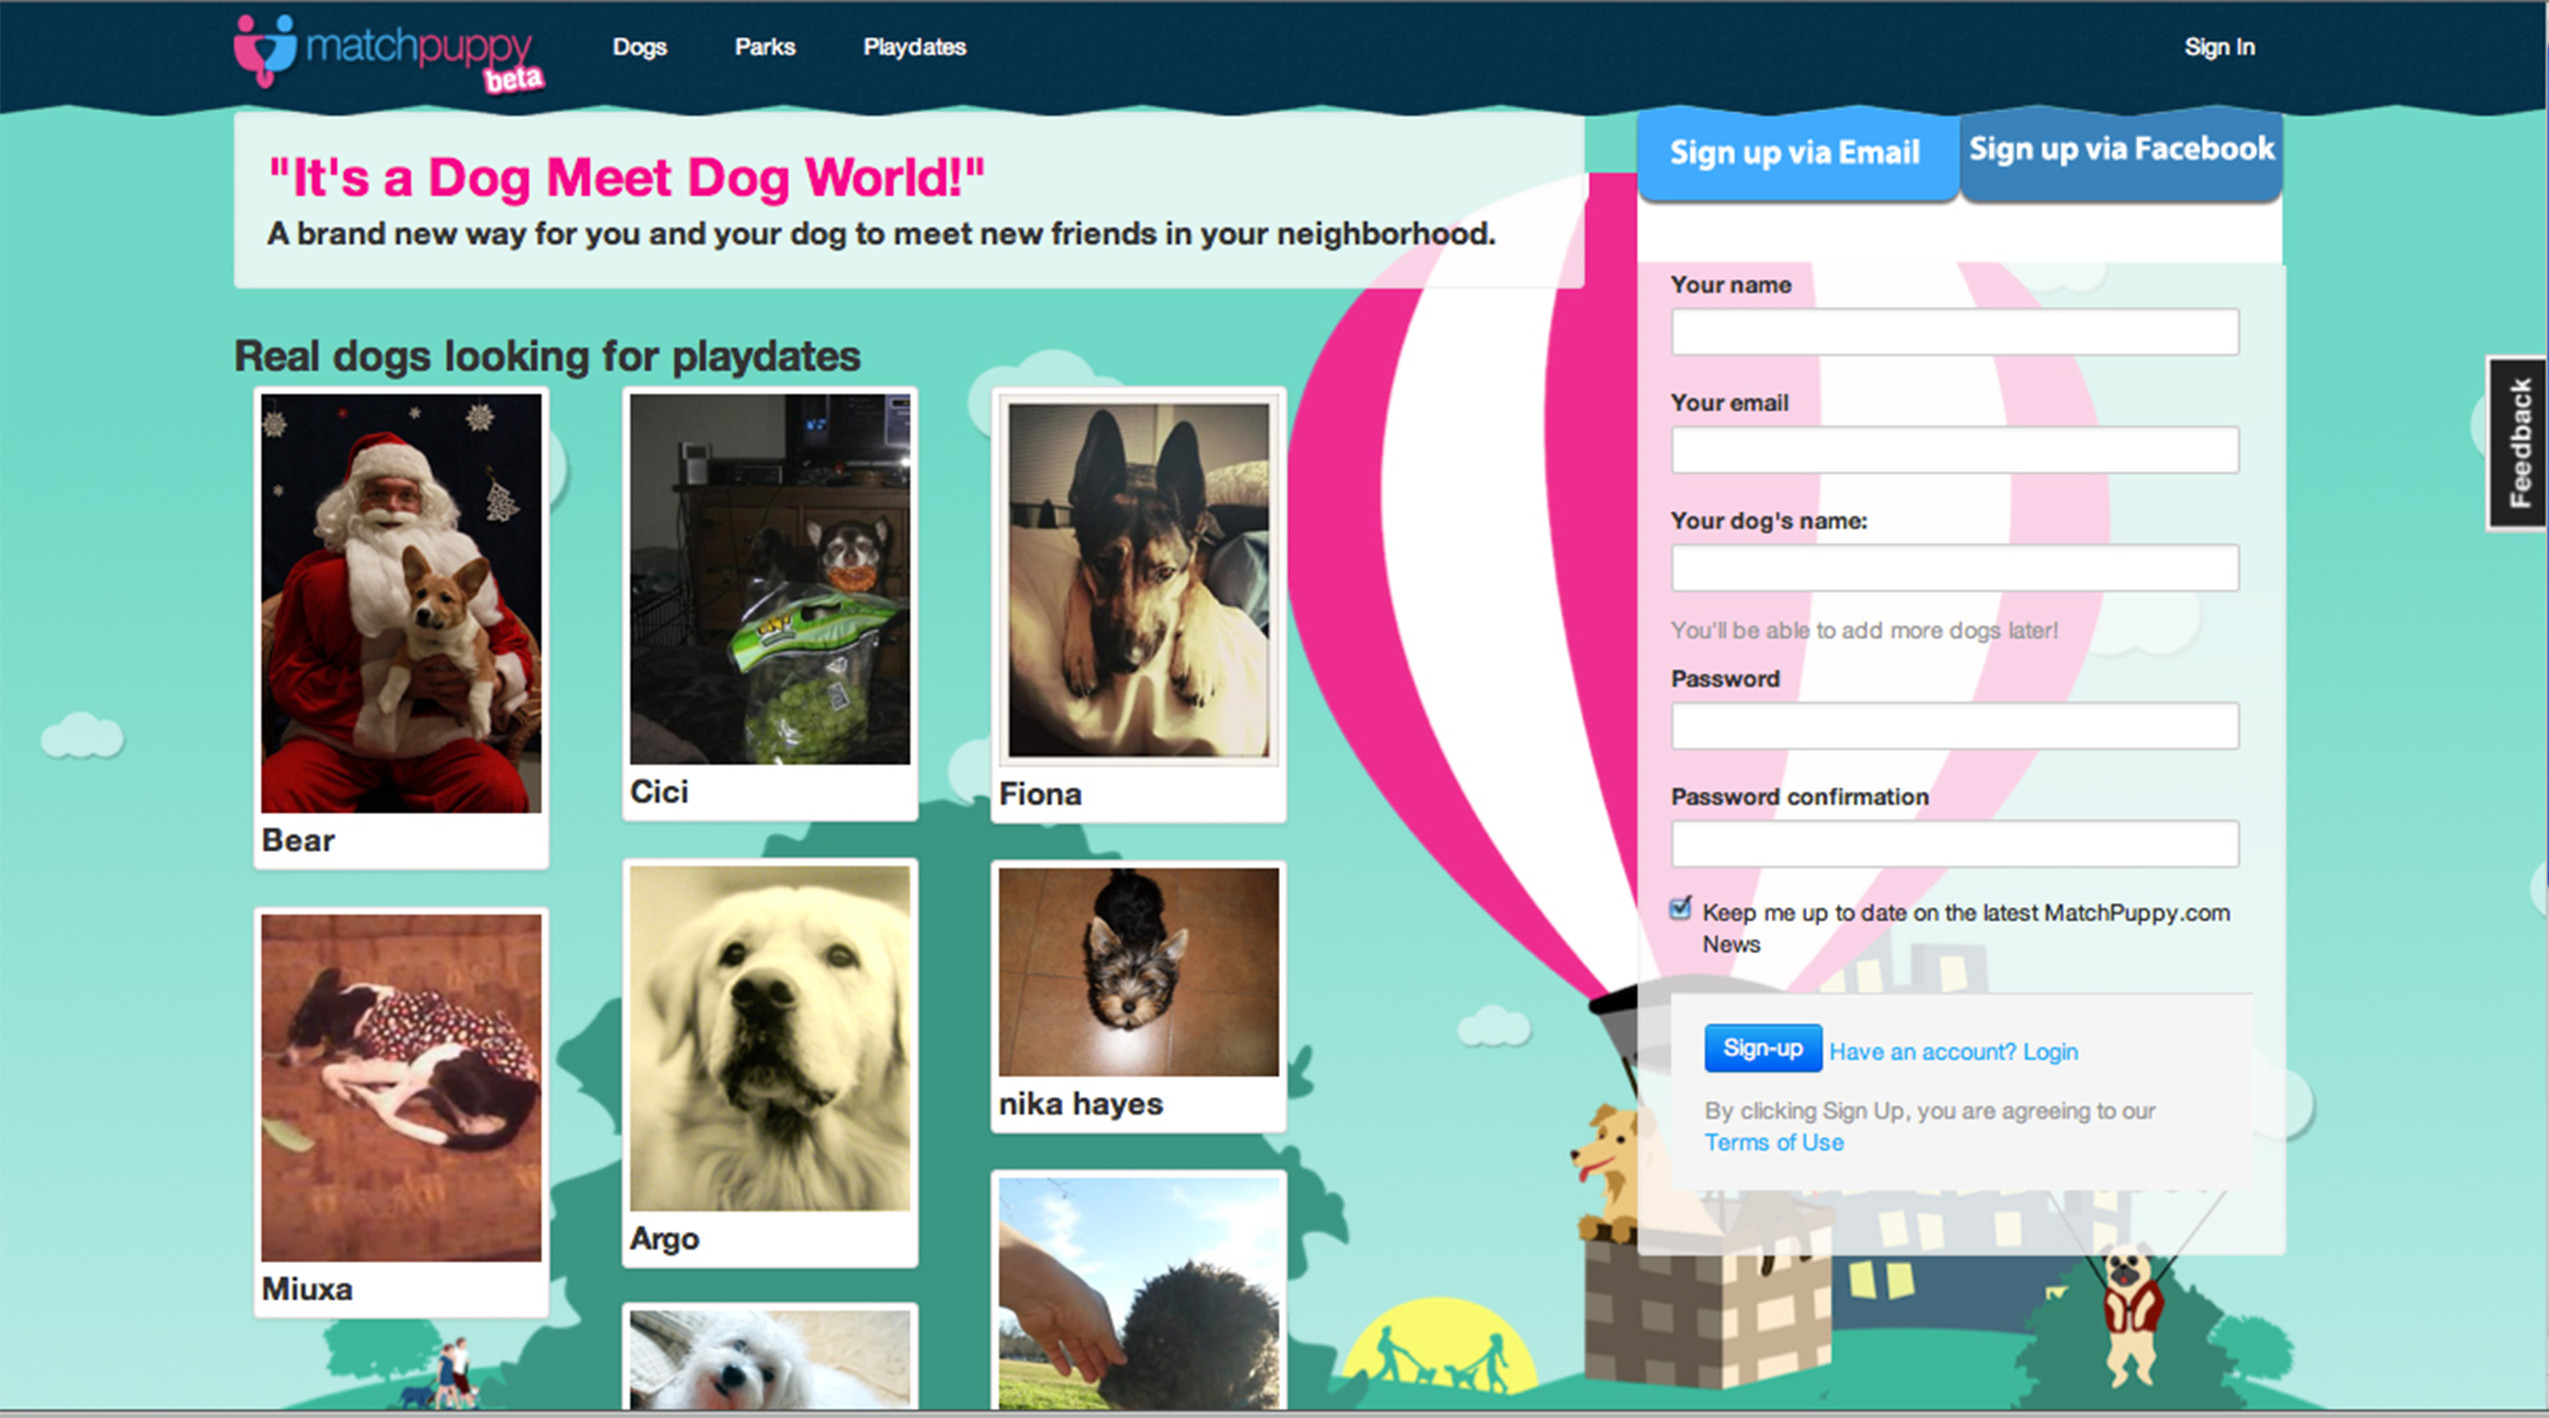 matchpuppy
beta
Dogs
Parks
Playdates
Sign In
"It's a Dog Meet Dog World!"
A brand new way for you and your dog to meet new friends in your neighborhood.
Sign up via Email
Sign up via Facebook
Real dogs looking for playdates
Bear
Cici
Fiona
Miuxa
Argo
nika hayes
Your name
Your email
Your dog's name:
You'll be able to add more dogs later!
Password
Password confirmation
Keep me up to date on the latest MatchPuppy.com
News
Sign-up
Have an account? Login
By clicking Sign Up, you are agreeing to our
Terms of Use
Feedback